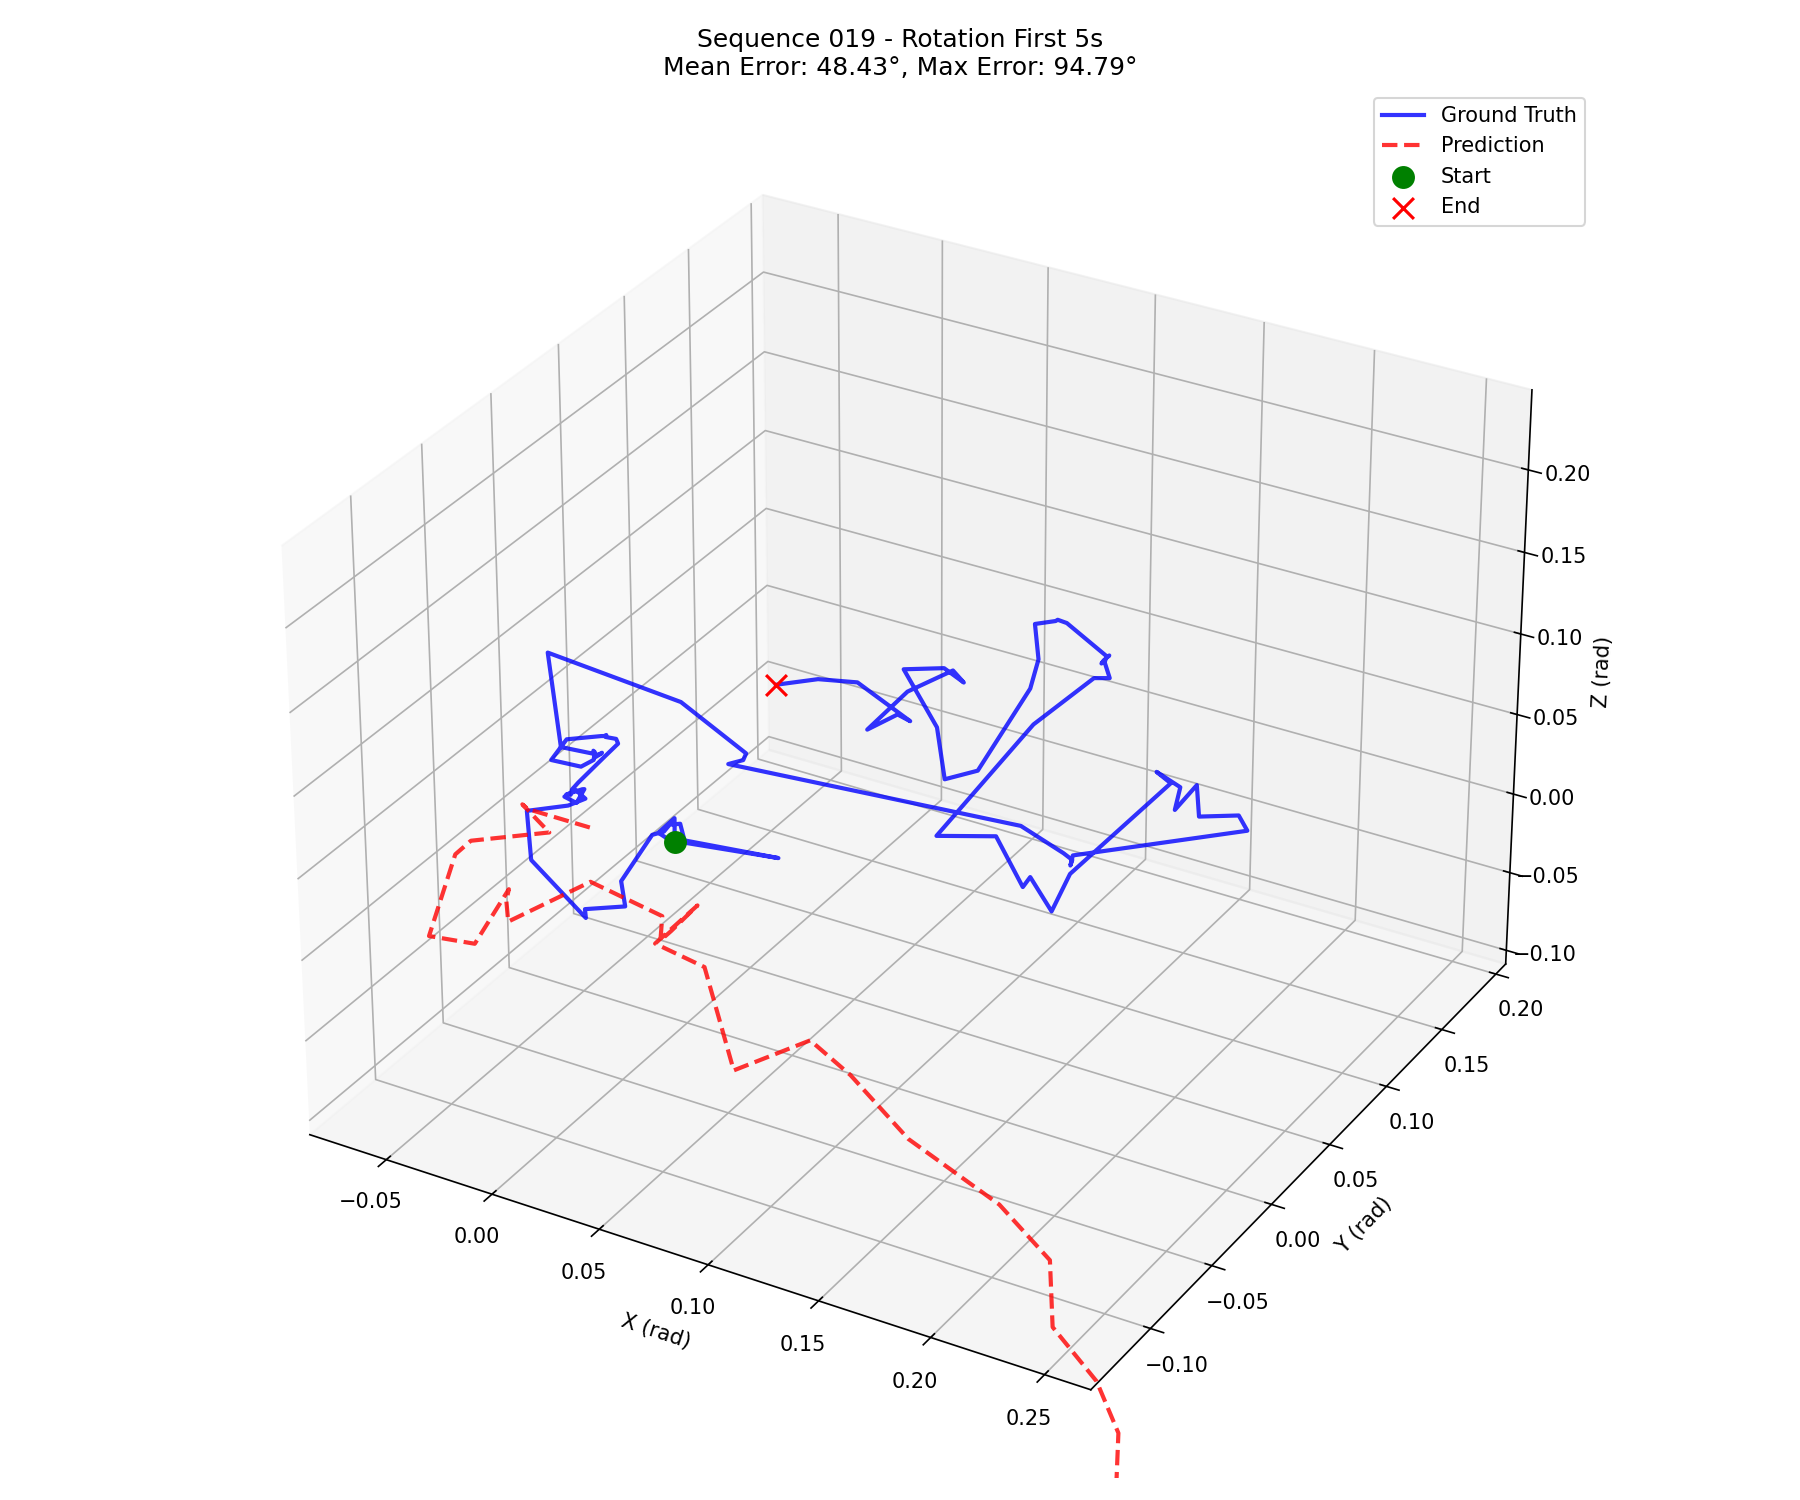 Sequence 019 - Rotation First 5s
Mean Error: 48.43°, Max Error: 94.79°
Ground Truth
Prediction
Start
End
0.20
0.15
0.10
0.05
0.00
−0.05
−0.10
Z (rad)
0.20
0.15
0.10
0.05
0.00
−0.05
−0.10
Y (rad)
−0.05
0.00
0.05
0.10
0.15
0.20
0.25
X (rad)